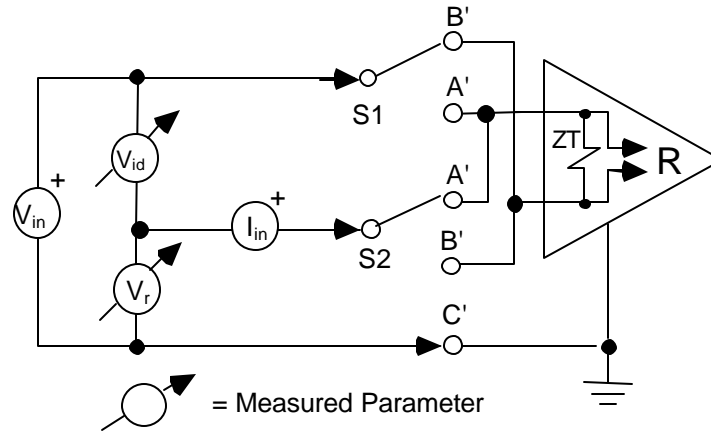 B'
A'
S1
ZT
R
V_id
+
V_in
+
I_in
A'
S2
B'
V_r
C'
= Measured Parameter